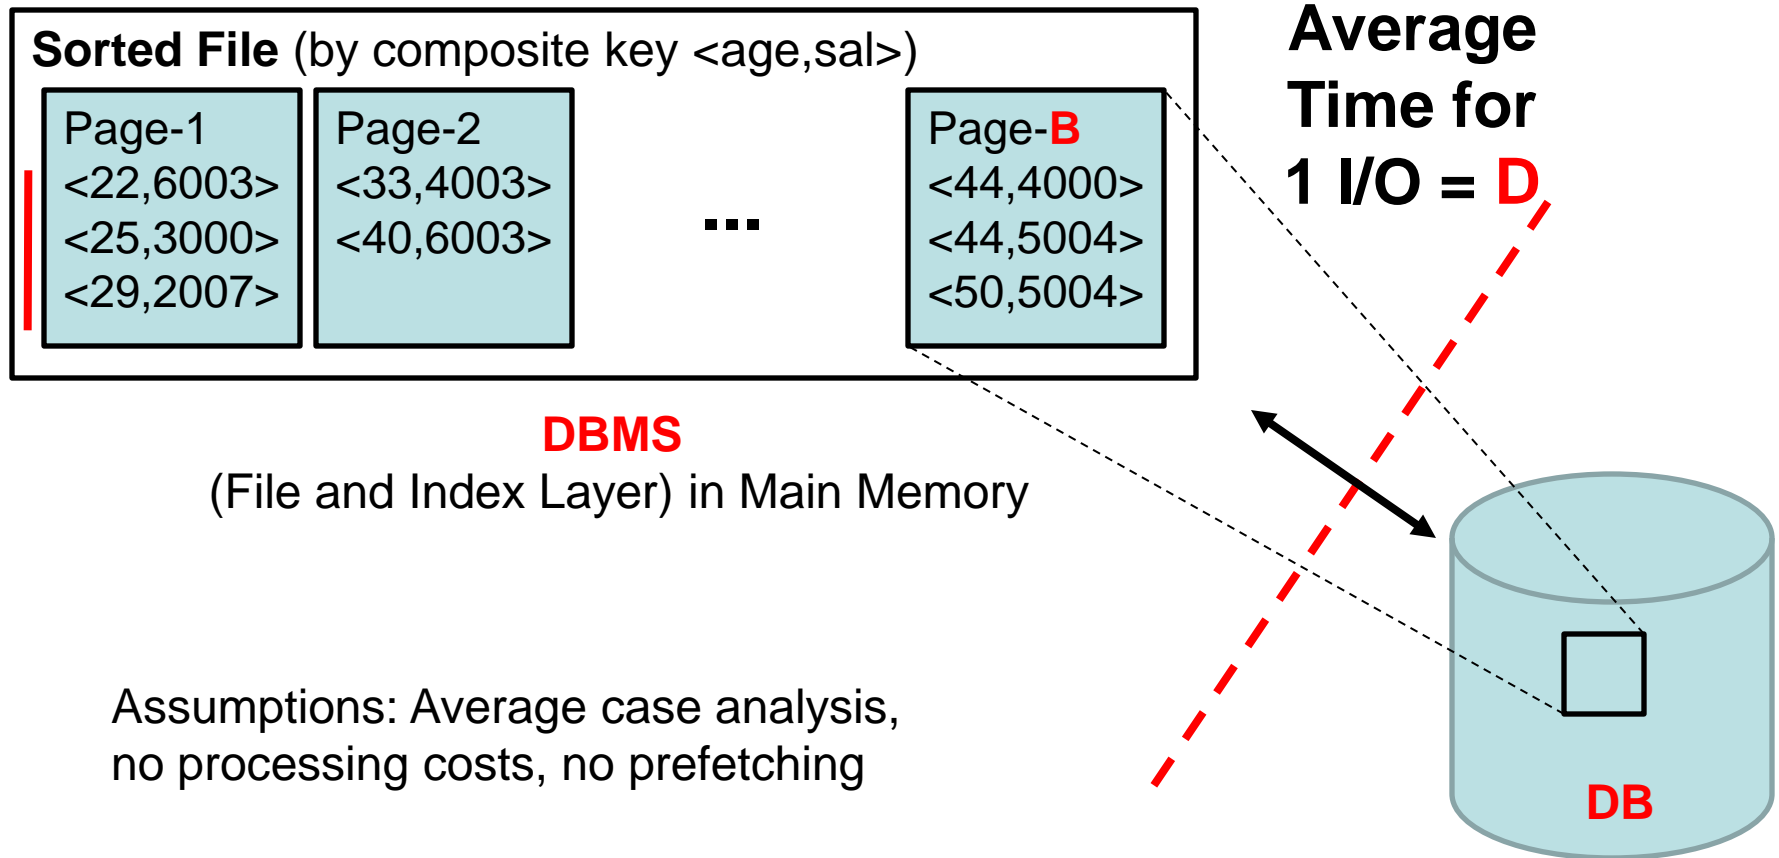 Sorted File (by composite key <age,sal>)
Page-1
<22,6003>
<25,3000>
<29,2007>
Page-2
<33,4003>
<40,6003>
...
Page-B
<44,4000>
<44,5004>
<50,5004>
Average
Time for
1 I/O = D
DBMS
(File and Index Layer) in Main Memory
Assumptions: Average case analysis,
no processing costs, no prefetching
DB